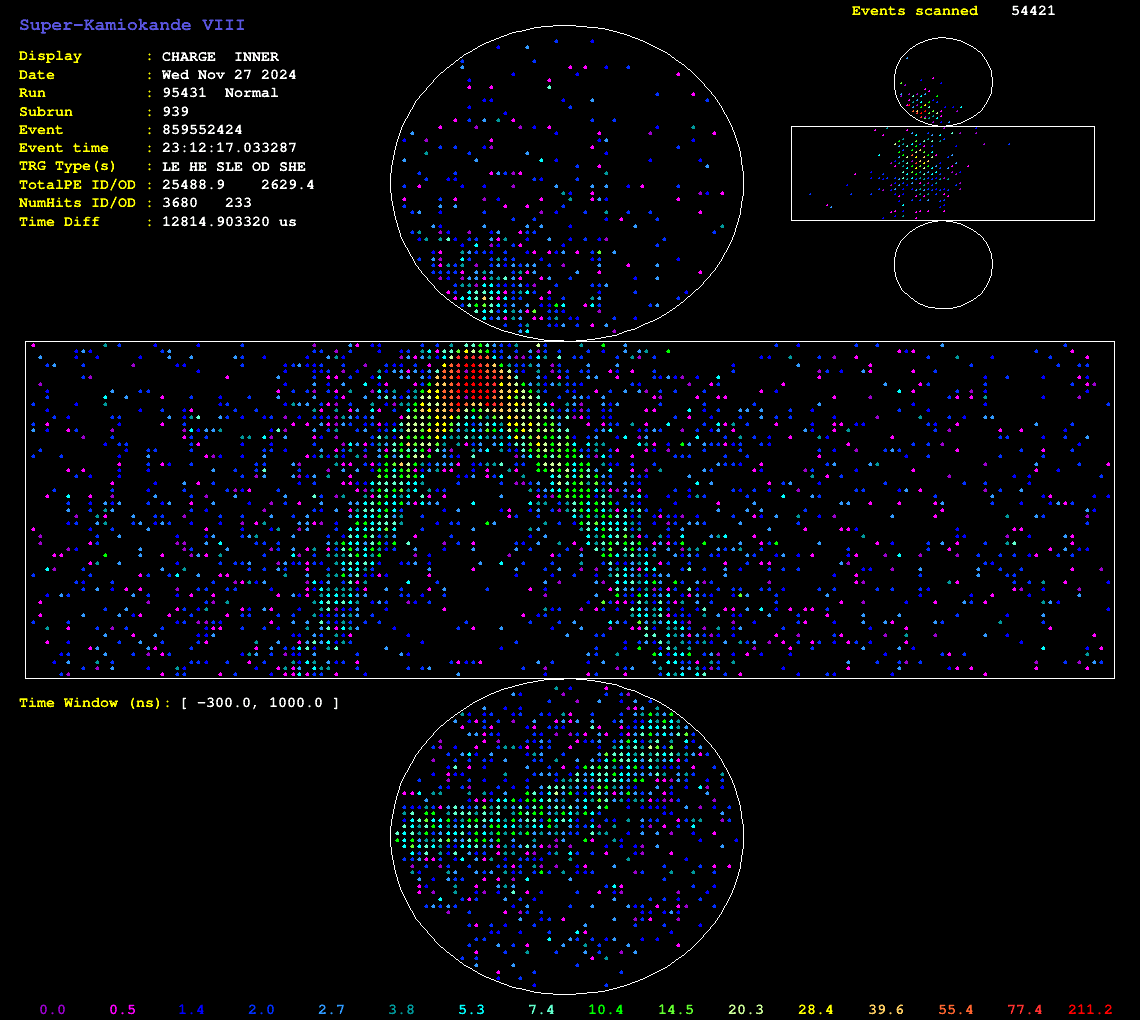 Super-Kamiokande VIII
Events scanned 54421
Display : CHARGE INNER
Date : Wed Nov 27 2024
Run : 95431 Normal
Subrun : 939
Event : 859552424
Event time : 23:12:17.033287
TRG Type(s) : LE HE SLE OD SHE
TotalPE ID/OD : 25488.9 2629.4
NumHits ID/OD : 3680 233
Time Diff : 12814.903320 us
Time Window (ns): [ -300.0, 1000.0 ]
0.0 0.5 1.4 2.0 2.7 3.8 5.3 7.4 10.4 14.5 20.3 28.4 39.6 55.4 77.4 211.2